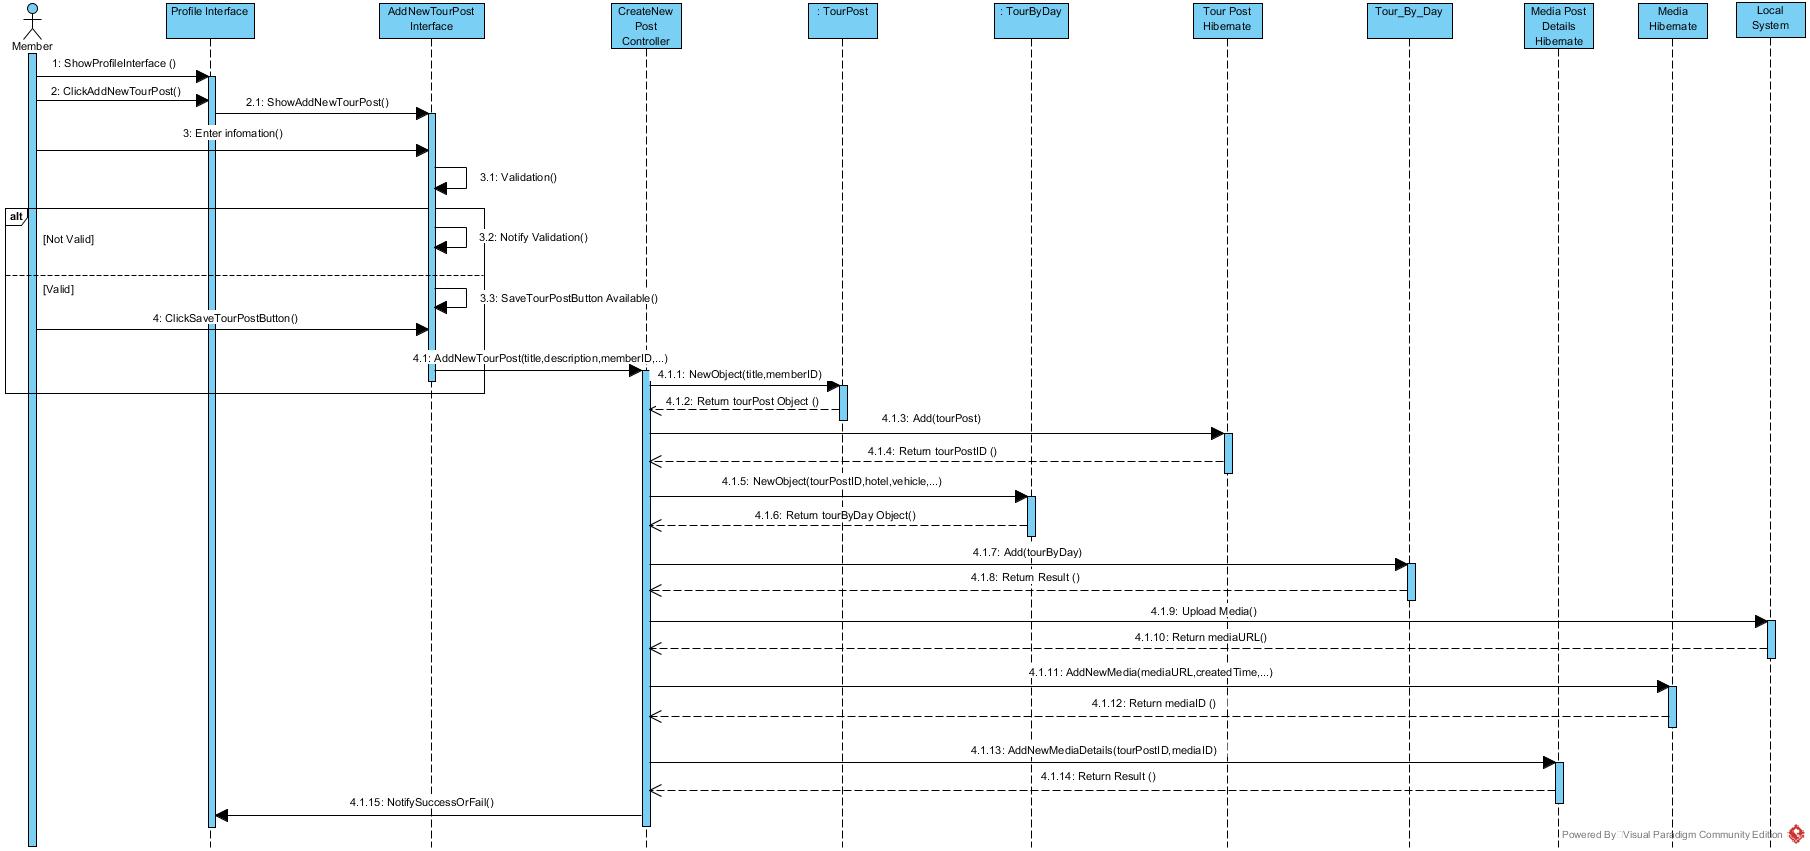 Member
Profile Interface
AddNewTourPost
Interface
CreateNew
Post
Controller
: TourPost
: TourByDay
Tour Post
Hibernate
Tour_By_Day
Media Post
Details
Hibernate
Media
Hibernate
Local
System
1: ShowProfileInterface ()
2: ClickAddNewTourPost()
2.1: ShowAddNewTourPost()
3: Enter infomation()
3.1: Validation()
alt
[Not Valid]
3.2: Notify Validation()
[Valid]
3.3: SaveTourPostButton Available()
4: ClickSaveTourPostButton()
4.1: AddNewTourPost(title,description,memberID,...)
4.1.1: NewObject(title,memberID)
4.1.2: Return tourPost Object ()
4.1.3: Add(tourPost)
4.1.4: Return tourPostID ()
4.1.5: NewObject(tourPostID,hotel,vehicle,...)
4.1.6: Return tourByDay Object()
4.1.7: Add(tourByDay)
4.1.8: Return Result ()
4.1.9: Upload Media()
4.1.10: Return mediaURL()
4.1.11: AddNewMedia(mediaURL,createdTime,...)
4.1.12: Return mediaID ()
4.1.13: AddNewMediaDetails(tourPostID,mediaID)
4.1.14: Return Result ()
4.1.15: NotifySuccessOrFail()
Powered By Visual Paradigm Community Edition